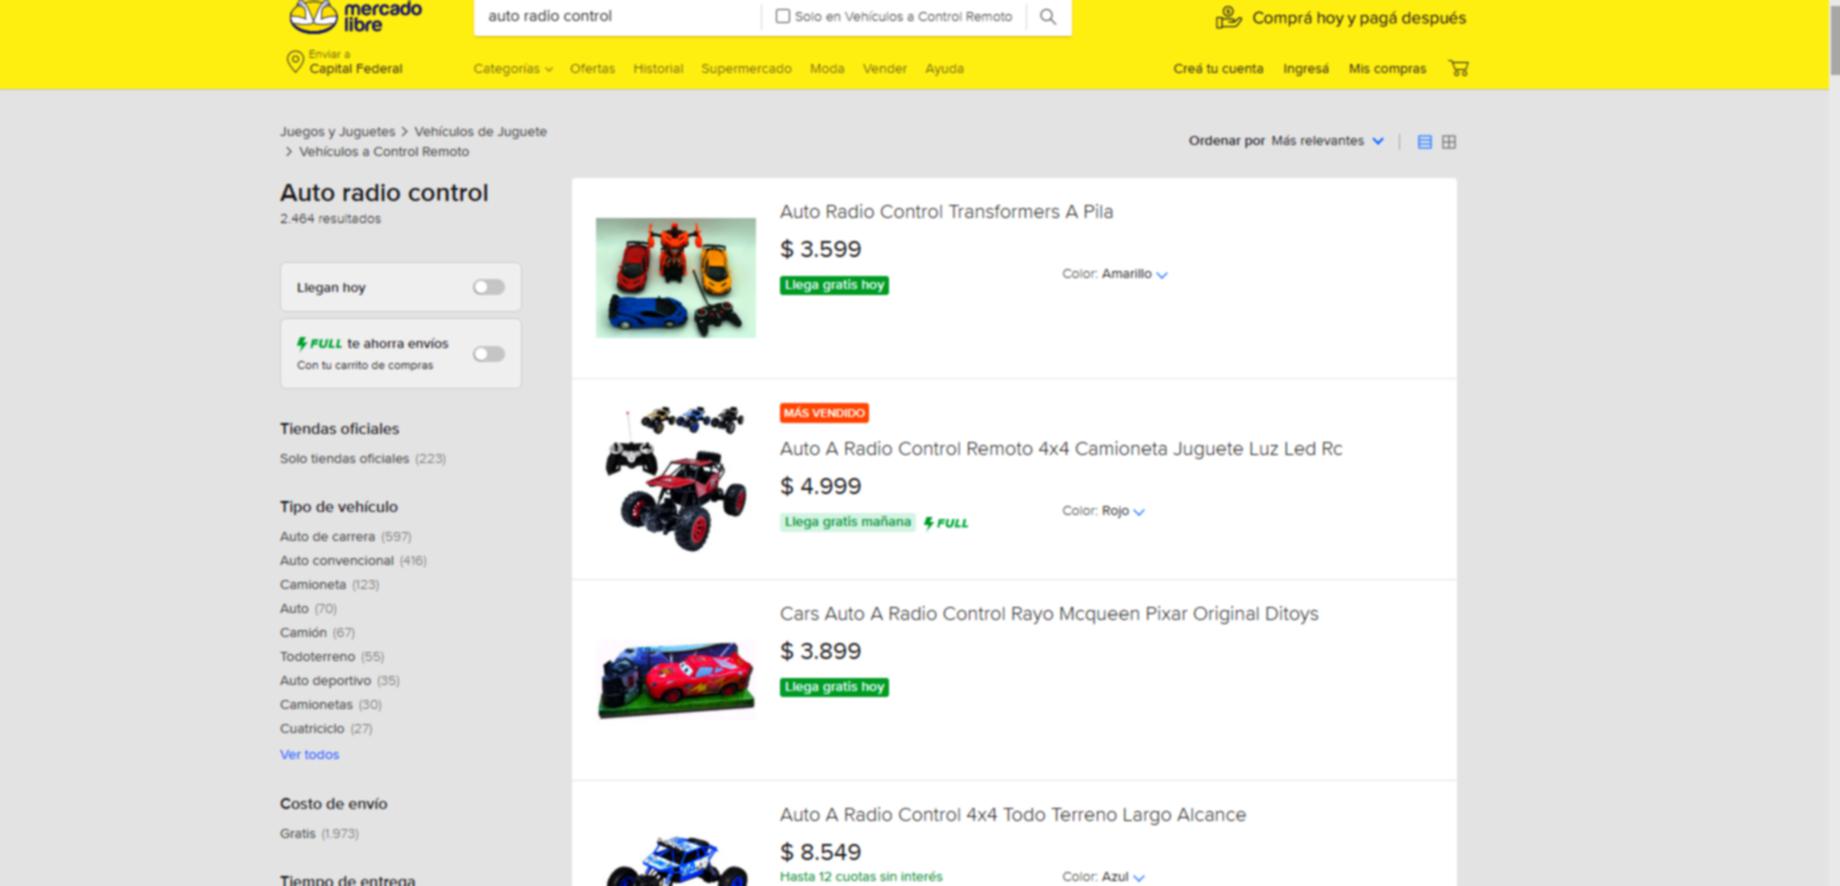 mercado
libre
auto radio control
Solo en Vehículos a Control Remoto
Comprá hoy y pagá después
Enviar a
Capital Federal
Categorías
Ofertas
Historial
Supermercado
Moda
Vender
Ayuda
Creá tu cuenta
Ingresá
Mis compras
Juegos y Juguetes > Vehículos de Juguete
> Vehículos a Control Remoto
Ordenar por Más relevantes
Auto radio control
2.464 resultados
Llegan hoy
FULL te ahorra envíos
Con tu carrito de compras
Tiendas oficiales
Solo tiendas oficiales (223)
Tipo de vehículo
Auto de carrera (597)
Auto convencional (416)
Camioneta (123)
Auto (70)
Camión (67)
Todoterreno (55)
Auto deportivo (35)
Camionetas (30)
Cuatriciclo (27)
Ver todos
Costo de envío
Gratis (1.973)
Tiempo de entrega
Auto Radio Control Transformers A Pila
$ 3.599
Llega gratis hoy
Color: Amarillo
MÁS VENDIDO
Auto A Radio Control Remoto 4x4 Camioneta Juguete Luz Led Rc
$ 4.999
Llega gratis mañana FULL
Color: Rojo
Cars Auto A Radio Control Rayo Mcqueen Pixar Original Ditoys
$ 3.899
Llega gratis hoy
Auto A Radio Control 4x4 Todo Terreno Largo Alcance
$ 8.549
Hasta 12 cuotas sin interés
Color: Azul